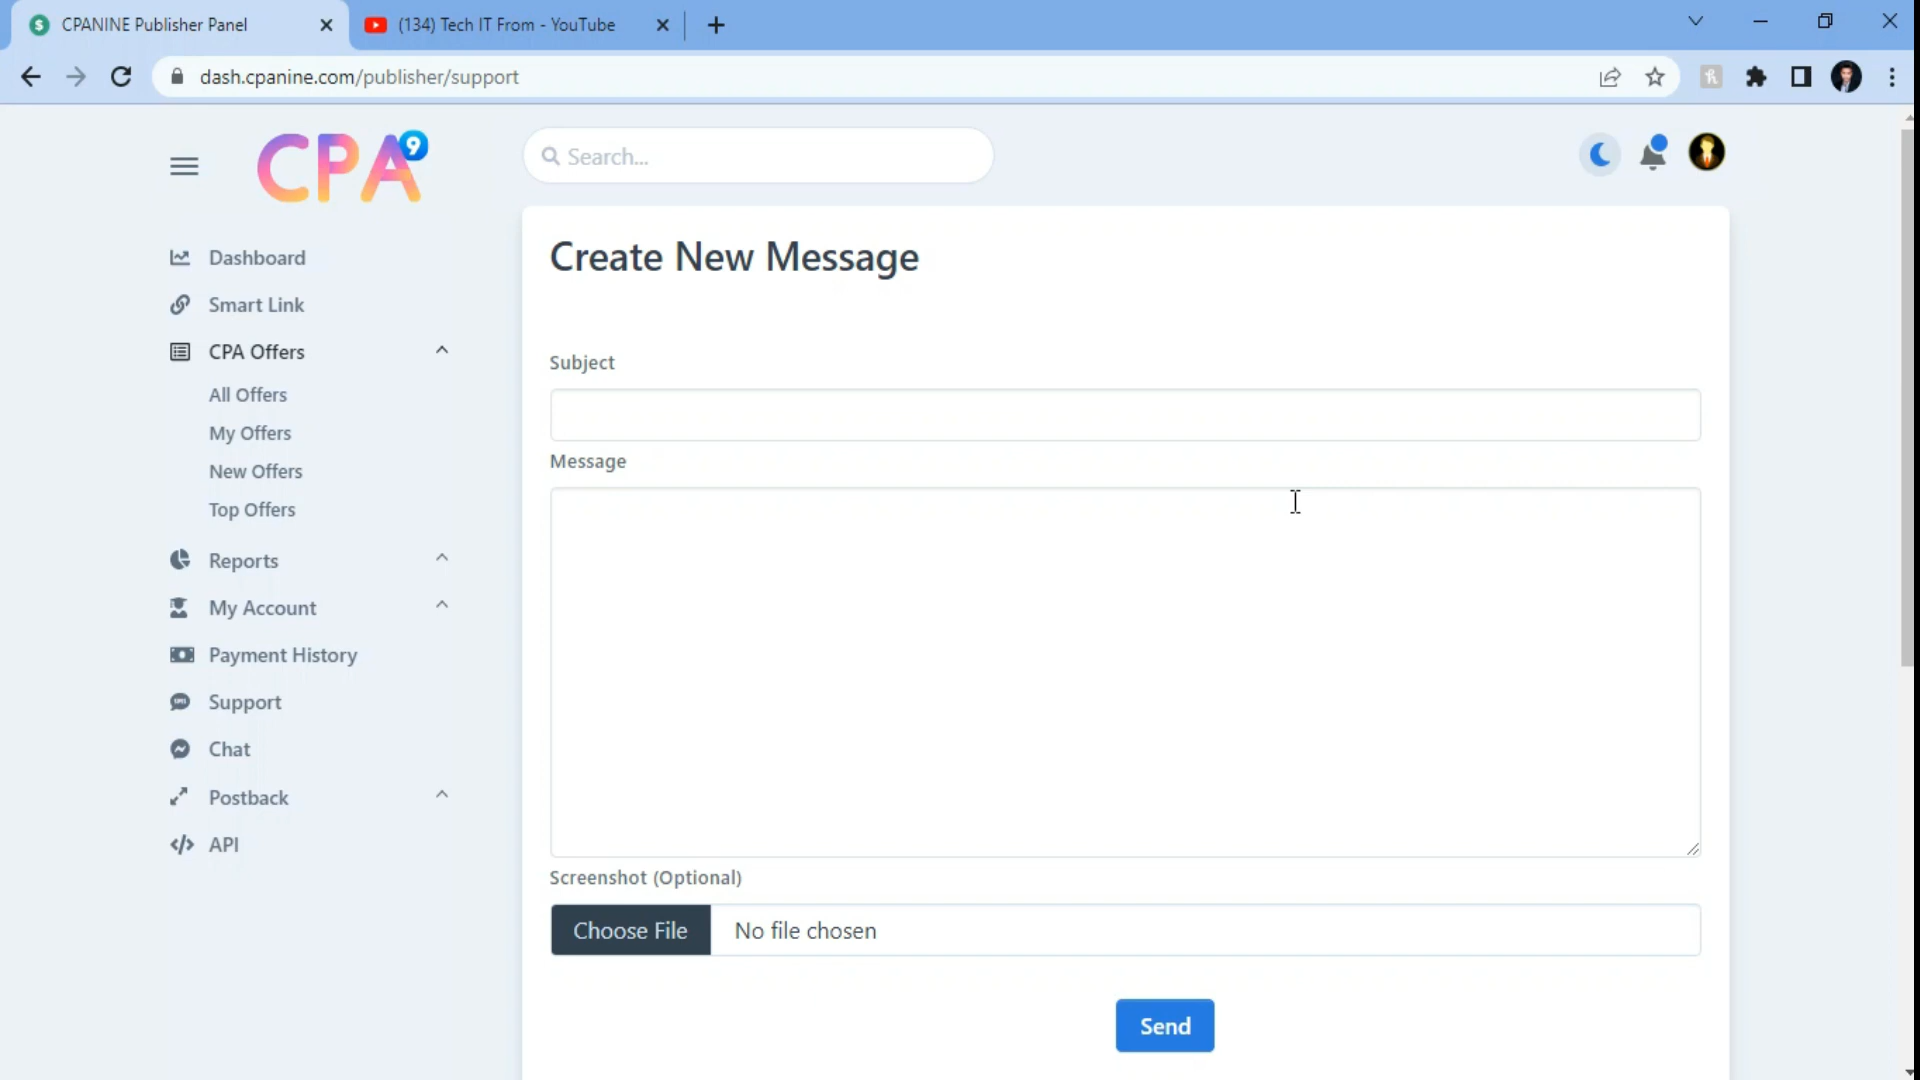 CPANINE Publisher Panel
(134) Tech IT From - YouTube
dash.cpanine.com/publisher/support
CPA9
Search...
Dashboard
Smart Link
CPA Offers
All Offers
My Offers
New Offers
Top Offers
Reports
My Account
Payment History
Support
Chat
Postback
API
Create New Message
Subject
Message
Screenshot (Optional)
Choose File No file chosen
Send